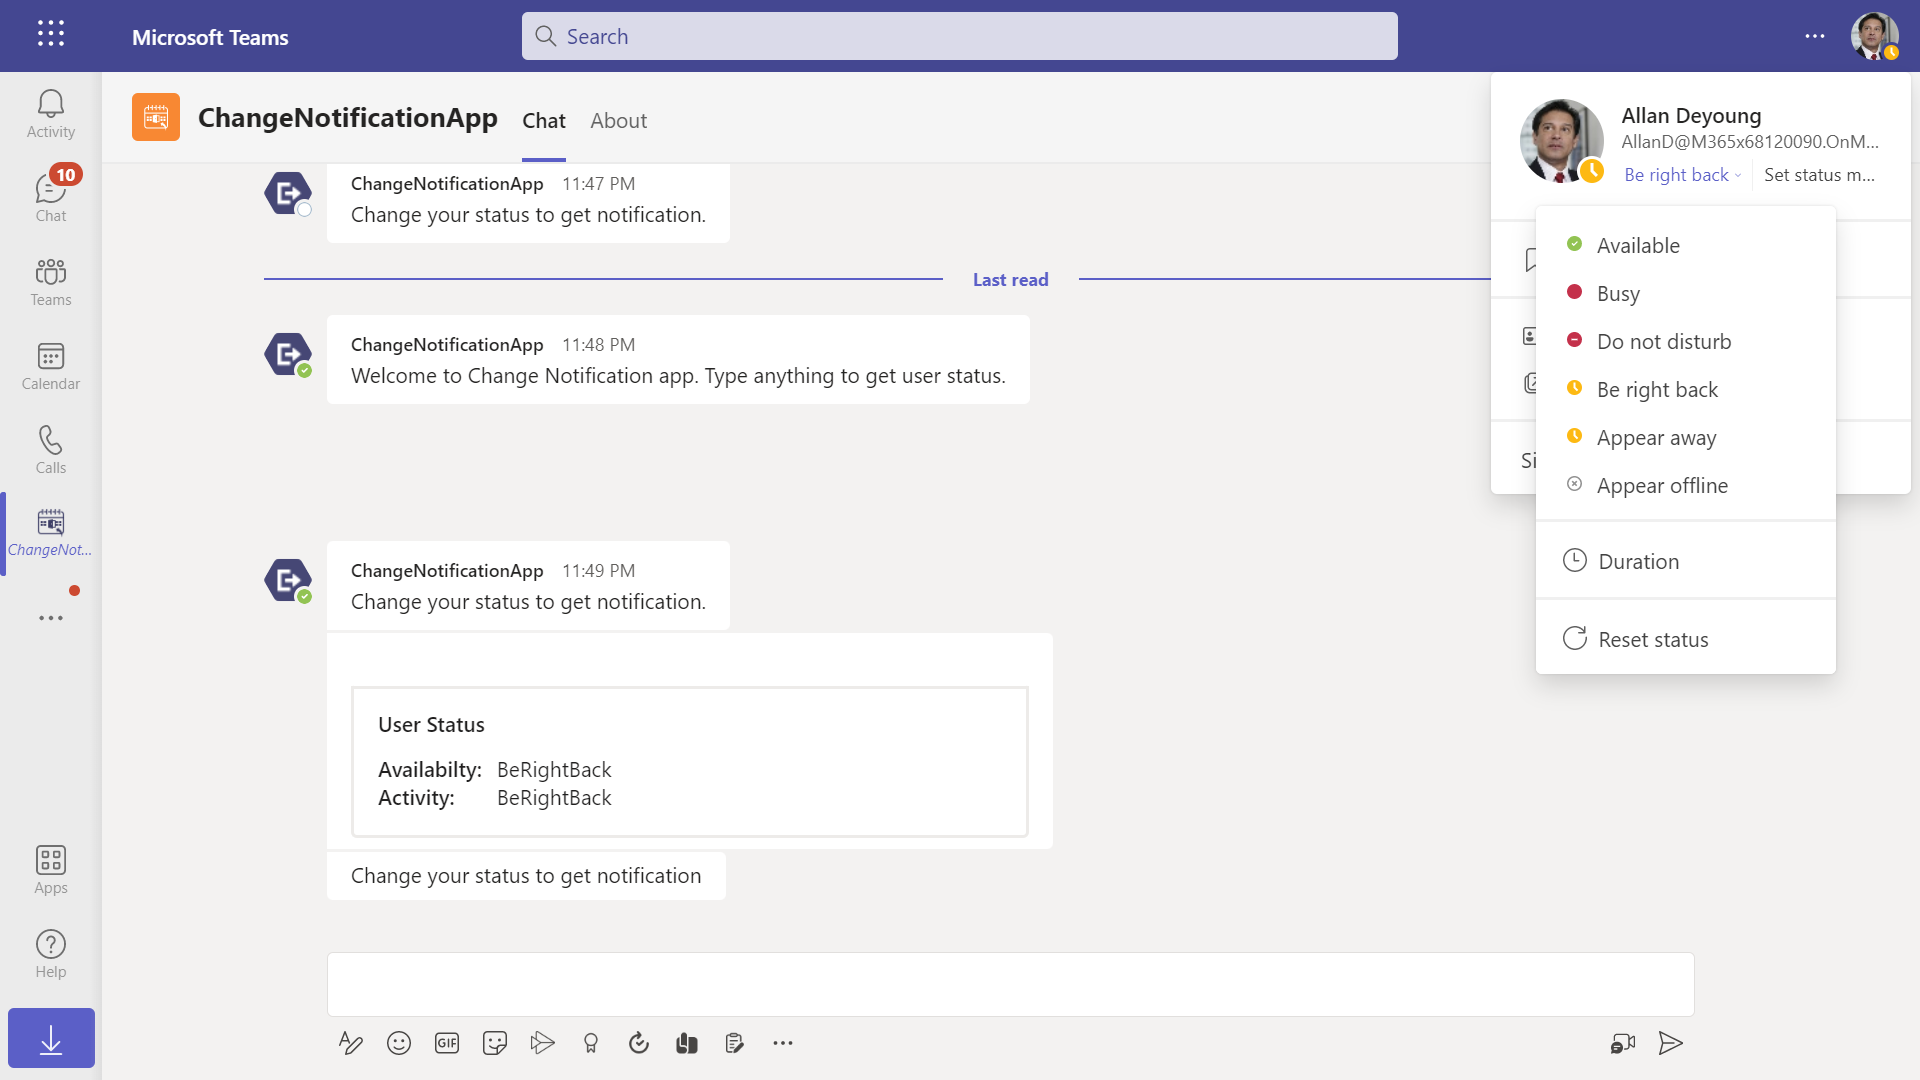 Microsoft Teams
Search
Activity
10
Chat
Teams
Calendar
Calls
ChangeNot...
Apps
Help
ChangeNotificationApp
Chat
About
ChangeNotificationApp 11:47 PM
Change your status to get notification.
Last read
ChangeNotificationApp 11:48 PM
Welcome to Change Notification app. Type anything to get user status.
ChangeNotificationApp 11:49 PM
Change your status to get notification.
User Status
Availabilty: BeRightBack
Activity: BeRightBack
Change your status to get notification
GIF
Allan Deyoung
AllanD@M365x68120090.OnM...
Be right back
Set status m...
Si
Available
Busy
Do not disturb
Be right back
Appear away
Appear offline
Duration
Reset status